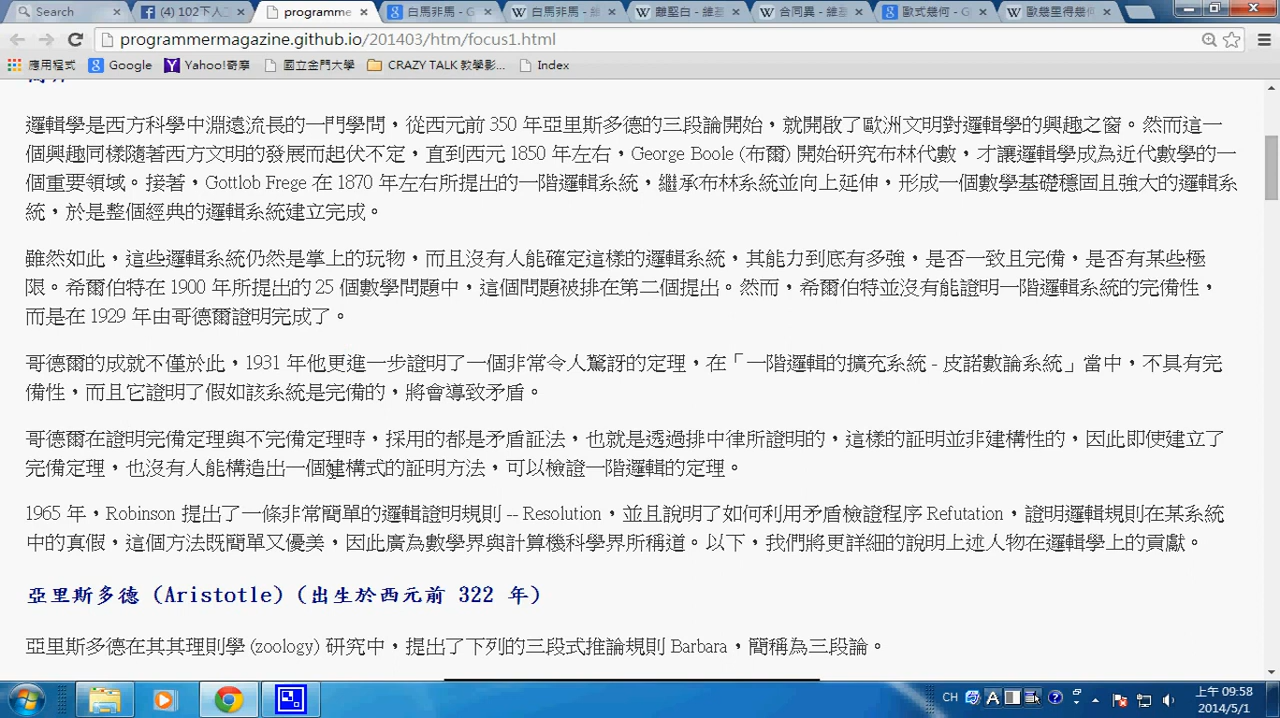 Search
(4) 102下人工
programme
白馬非馬 - G
白馬非馬 - 維基
離堅白 - 維基
合同異 - 維基
歐式幾何 - G
歐幾里得幾何
programmermagazine.github.io/201403/htm/focus1.html
應用程式 Google Yahoo!奇摩 國立金門大學 CRAZY TALK 教學影... Index
邏輯學是西方科學中淵遠流長的一門學問，從西元前 350 年亞里斯多德的三段論開始，就開啟了歐洲文明對邏輯學的興趣之窗。然而這一
個興趣同樣隨著西方文明的發展而起伏不定，直到西元 1850 年左右，George Boole (布爾) 開始研究布林代數，才讓邏輯學成為近代數學的一
個重要領域。接著，Gottlob Frege 在 1870 年左右所提出的一階邏輯系統，繼承布林系統並向上延伸，形成一個數學基礎穩固且強大的邏輯系
統，於是整個經典的邏輯系統建立完成。
雖然如此，這些邏輯系統仍然是掌上的玩物，而且沒有人能確定這樣的邏輯系統，其能力到底有多強，是否一致且完備，是否有某些極
限。希爾伯特在 1900 年所提出的 25 個數學問題中，這個問題被排在第二個提出。然而，希爾伯特並沒有能證明一階邏輯系統的完備性，
而是在 1929 年由哥德爾證明完成了。
哥德爾的成就不僅於此，1931 年他更進一步證明了一個非常令人驚訝的定理，在「一階邏輯的擴充系統 - 皮諾數論系統」當中，不具有完
備性，而且它證明了假如該系統是完備的，將會導致矛盾。
哥德爾在證明完備定理與不完備定理時，採用的都是矛盾証法，也就是透過排中律所證明的，這樣的証明並非建構性的，因此即使建立了
完備定理，也沒有人能構造出一個建構式的証明方法，可以檢證一階邏輯的定理。
1965 年，Robinson 提出了一條非常簡單的邏輯證明規則 -- Resolution，並且說明了如何利用矛盾檢證程序 Refutation，證明邏輯規則在某系統
中的真假，這個方法既簡單又優美，因此廣為數學界與計算機科學界所稱道。以下，我們將更詳細的說明上述人物在邏輯學上的貢獻。
亞里斯多德 (Aristotle) (出生於西元前 322 年)
亞里斯多德在其其理則學 (zoology) 研究中，提出了下列的三段式推論規則 Barbara，簡稱為三段論。
CH
上午 09:58
2014/5/1